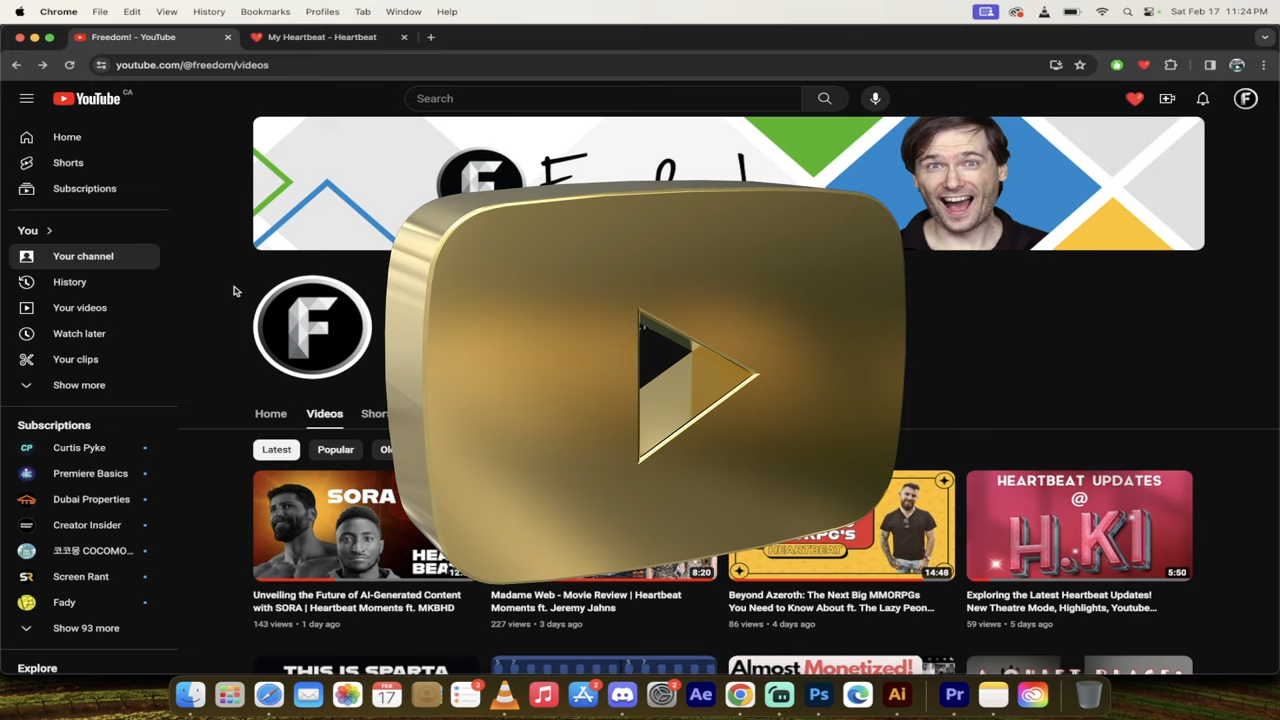 Chrome File Edit View History Bookmarks Profiles Tab Window Help Sat Feb 17 11:24 PM
Freedom! - YouTube
My Heartbeat - Heartbeat
youtube.com/@freedom/videos
YouTube CA
Search
F
Home
Shorts
Subscriptions
You
Your channel
History
Your videos
Watch later
Your clips
Show more
Subscriptions
CP Curtis Pyke
Premiere Basics
Dubai Properties
Creator Insider
코코몽 COCOMO...
SR Screen Rant
Fady
Show 93 more
Explore
F
F
Home Videos
Latest Popular
SORA
Unveiling the Future of AI-Generated Content
with SORA | Heartbeat Moments ft. MKBHD
143 views • 1 day ago
8:20
Madame Web - Movie Review | Heartbeat
Moments ft. Jeremy Jahns
227 views • 3 days ago
HEARTBEAT
14:48
Beyond Azeroth: The Next Big MMORPGs
You Need to Know About ft. The Lazy Peon...
86 views • 4 days ago
HEARTBEAT UPDATES
@
H.KI
5:50
Exploring the Latest Heartbeat Updates!
New Theatre Mode, Highlights, Youtube...
59 views • 5 days ago
THIS IS SPARTA
Almost Monetized!
FEB
17
2
2
2
Ae
Ps
Ai
Pr